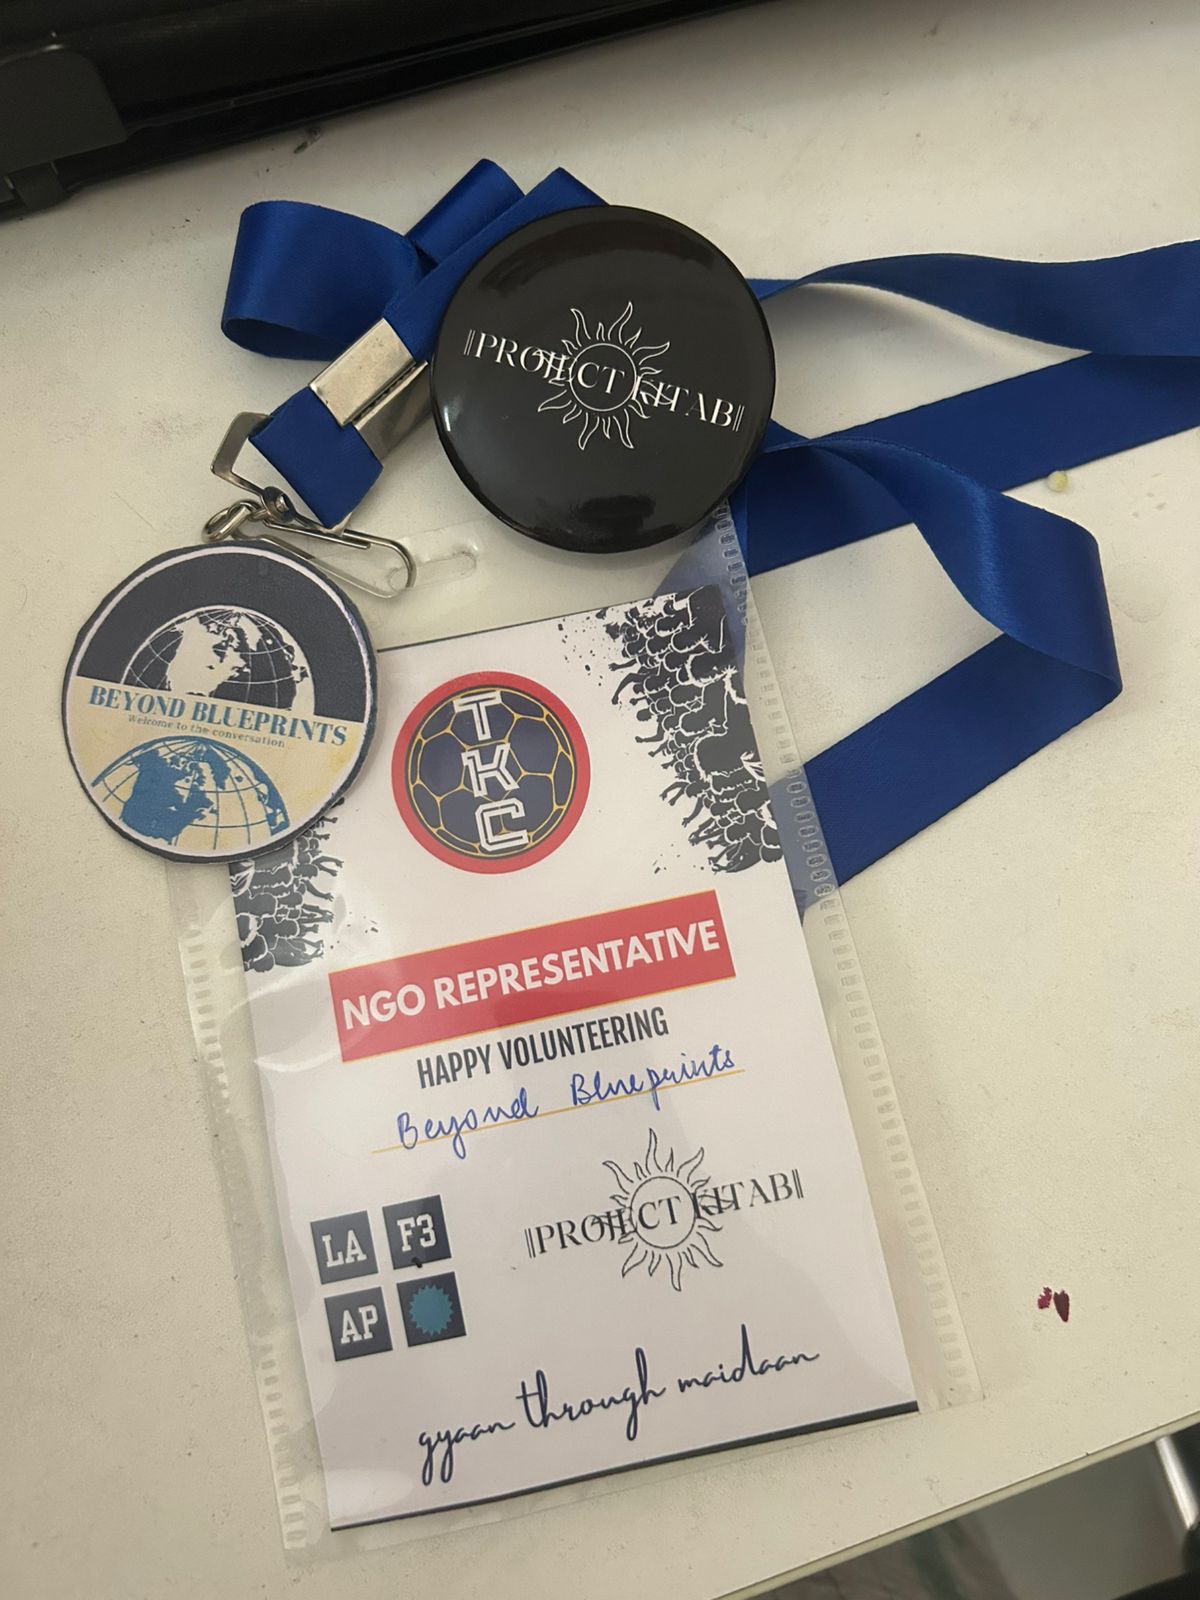 ||PROJECT KITAB||
BEYOND BLUEPRINTS
Welcome to the conversation
TKC
NGO REPRESENTATIVE
HAPPY VOLUNTEERING
Beyond Blueprints
LA
F3
AP
||PROJECT KITAB||
gyaan through maidaan